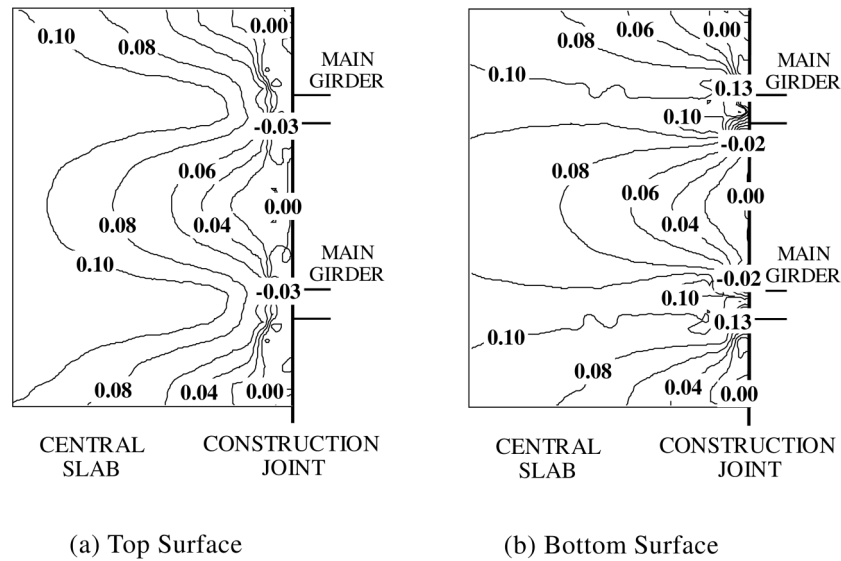 0.00
0.10
0.08
MAIN
GIRDER
-0.03
0.06
0.00
0.08
0.04
0.10
MAIN
GIRDER
-0.03
0.08
0.04
0.00
CENTRAL
SLAB
CONSTRUCTION
JOINT
(a) Top Surface
0.06
0.00
0.08
0.10
MAIN
GIRDER
0.13
0.10
-0.02
0.08
0.06
0.00
0.04
MAIN
GIRDER
-0.02
0.10
0.13
0.10
0.08
0.04
0.00
CENTRAL
SLAB
CONSTRUCTION
JOINT
(b) Bottom Surface